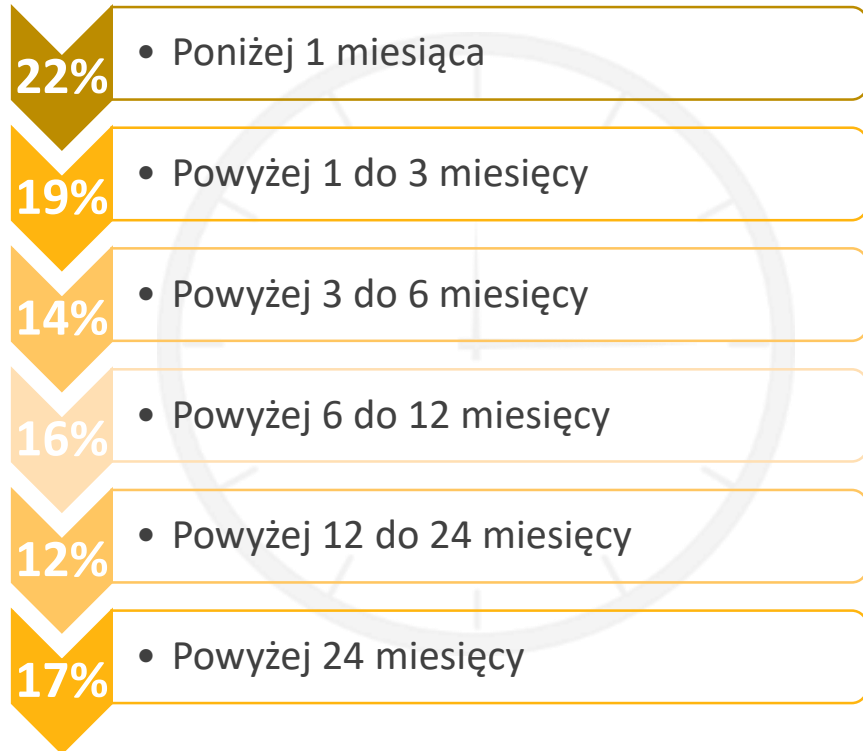 22% • Poniżej 1 miesiąca
19% • Powyżej 1 do 3 miesięcy
14% • Powyżej 3 do 6 miesięcy
16% • Powyżej 6 do 12 miesięcy
12% • Powyżej 12 do 24 miesięcy
17% • Powyżej 24 miesięcy